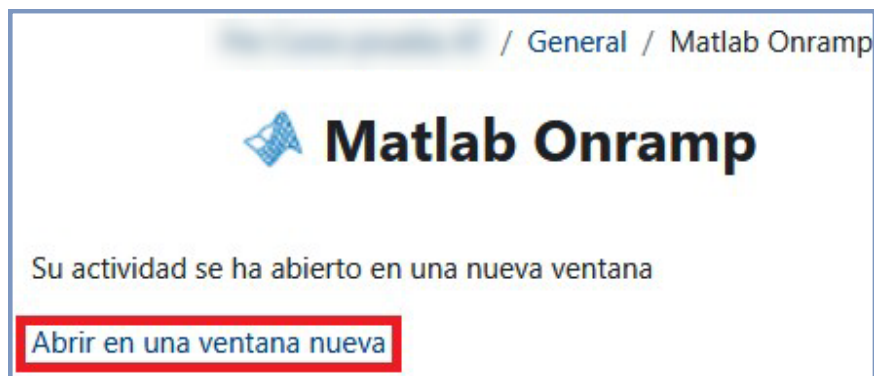 / General / Matlab Onramp
Matlab Onramp
Su actividad se ha abierto en una nueva ventana
Abrir en una ventana nueva